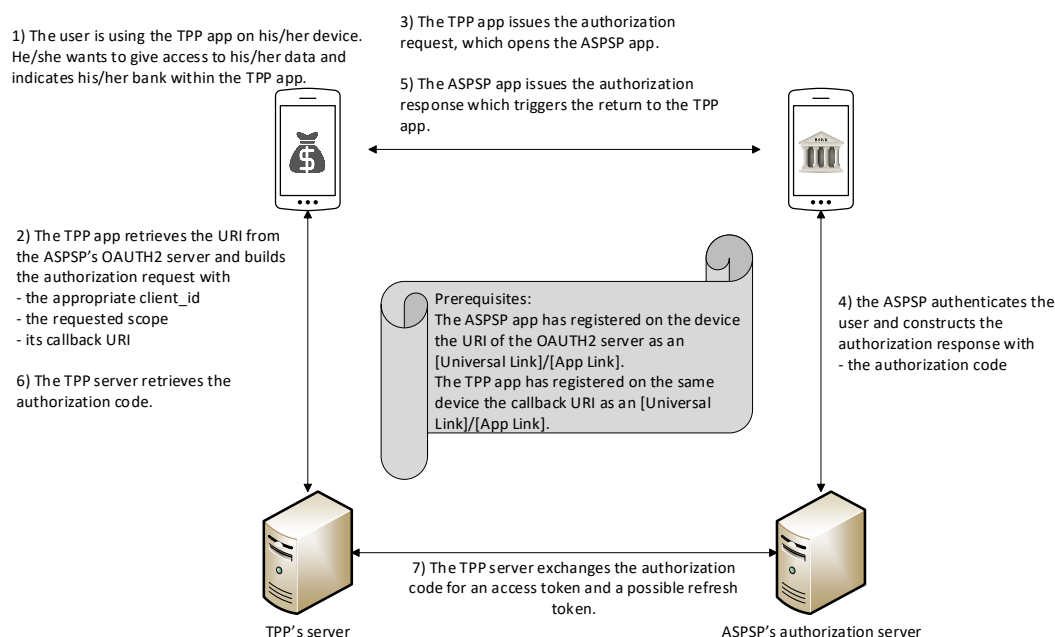 1) The user is using the TPP app on his/her device.
He/she wants to give access to his/her data and
indicates his/her bank within the TPP app.
3) The TPP app issues the authorization
request, which opens the ASPSP app.
5) The ASPSP app issues the authorization
response which triggers the return to the TPP
app.
$
BANK
2) The TPP app retrieves the URI from
the ASPSP's OAUTH2 server and builds
the authorization request with
- the appropriate client_id
- the requested scope
- its callback URI
6) The TPP server retrieves the
authorization code.
Prerequisites:
The ASPSP app has registered on the device
the URI of the OAUTH2 server as an
[Universal Link]/[App Link].
The TPP app has registered on the same
device the callback URI as an [Universal
Link]/[App Link].
4) the ASPSP authenticates the
user and constructs the
authorization response with
- the authorization code
7) The TPP server exchanges the authorization
code for an access token and a possible refresh
token.
TPP's server
ASPSP's authorization server